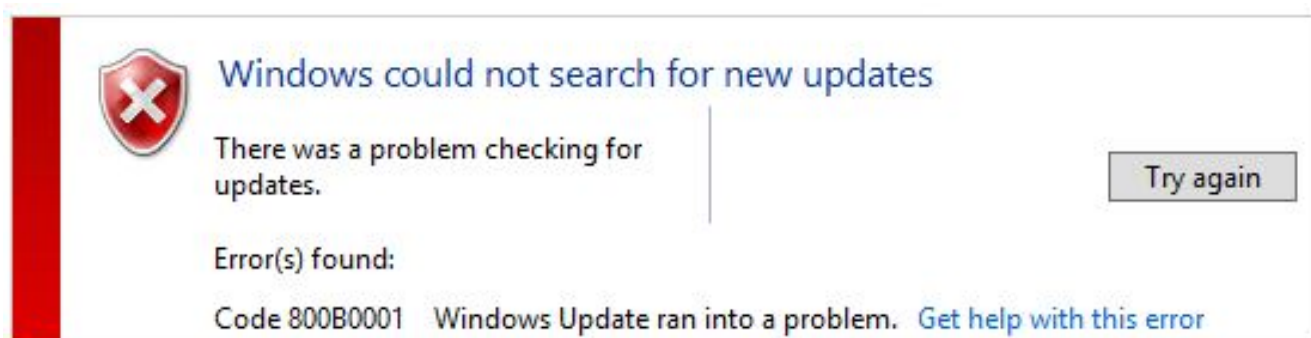 Windows could not search for new updates
There was a problem checking for
updates.
Try again
Error(s) found:
Code 800B0001 Windows Update ran into a problem. Get help with this error